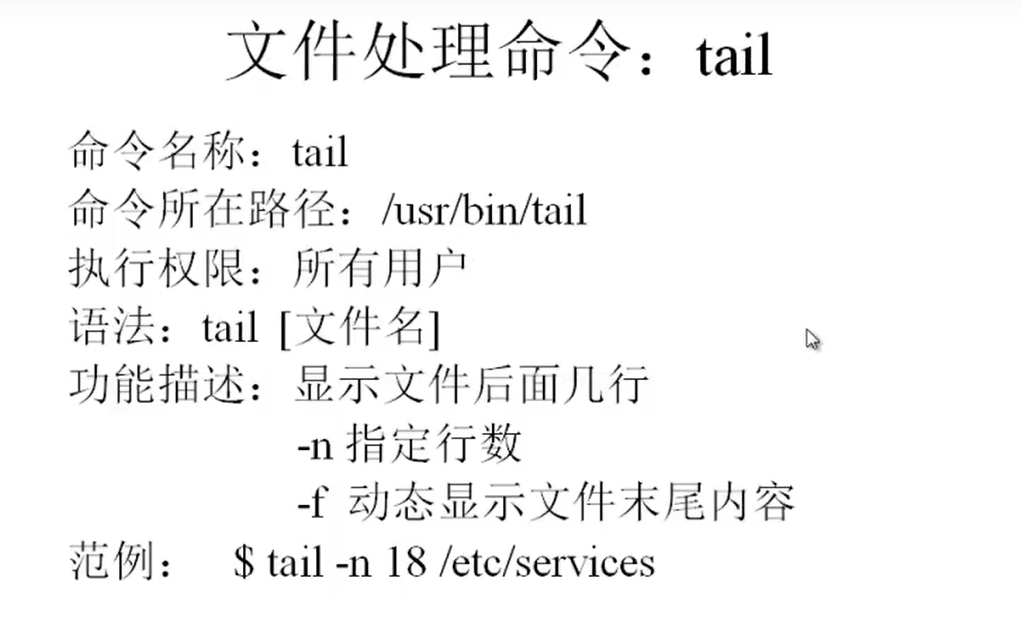 文件处理命令：tail
命令名称：tail
命令所在路径：/usr/bin/tail
执行权限：所有用户
语法：tail [文件名]
功能描述：显示文件后面几行
-n 指定行数
-f 动态显示文件末尾内容
范例： $ tail -n 18 /etc/services